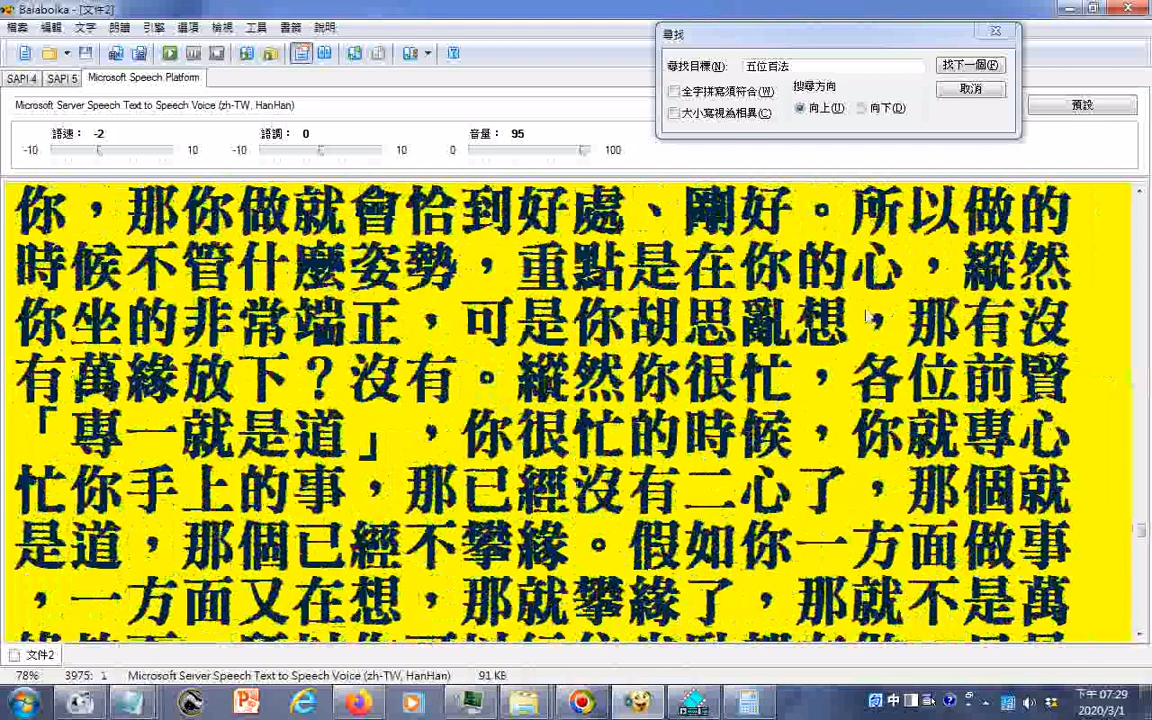 Balabolka - [文件2]
檔案 編輯 文字 朗讀 引擎 選項 檢視 工具 書籤 說明
SAPI 4 SAPI 5 Microsoft Speech Platform
Microsoft Server Speech Text to Speech Voice (zh-TW, HanHan)
預設
語速： -2 語調： 0 音量： 95
-10 10 -10 10 0 100
尋找
尋找目標(N): 五位百法 找下一個(F)
全字拼寫須符合(W) 搜尋方向 取消
大小寫視為相異(C) 向上(U) 向下(D)
你，那你做就會恰到好處、剛好。所以做的
時候不管什麼姿勢，重點是在你的心，縱然
你坐的非常端正，可是你胡思亂想，那有沒
有萬緣放下？沒有。縱然你很忙，各位前賢
「專一就是道」，你很忙的時候，你就專心
忙你手上的事，那已經沒有二心了，那個就
是道，那個已經不攀緣。假如你一方面做事
，一方面又在想，那就攀緣了，那就不是萬
文件2
78% 3975: 1 Microsoft Server Speech Text to Speech Voice (zh-TW, HanHan) 91 KB
中
下午 07:29
2020/3/1